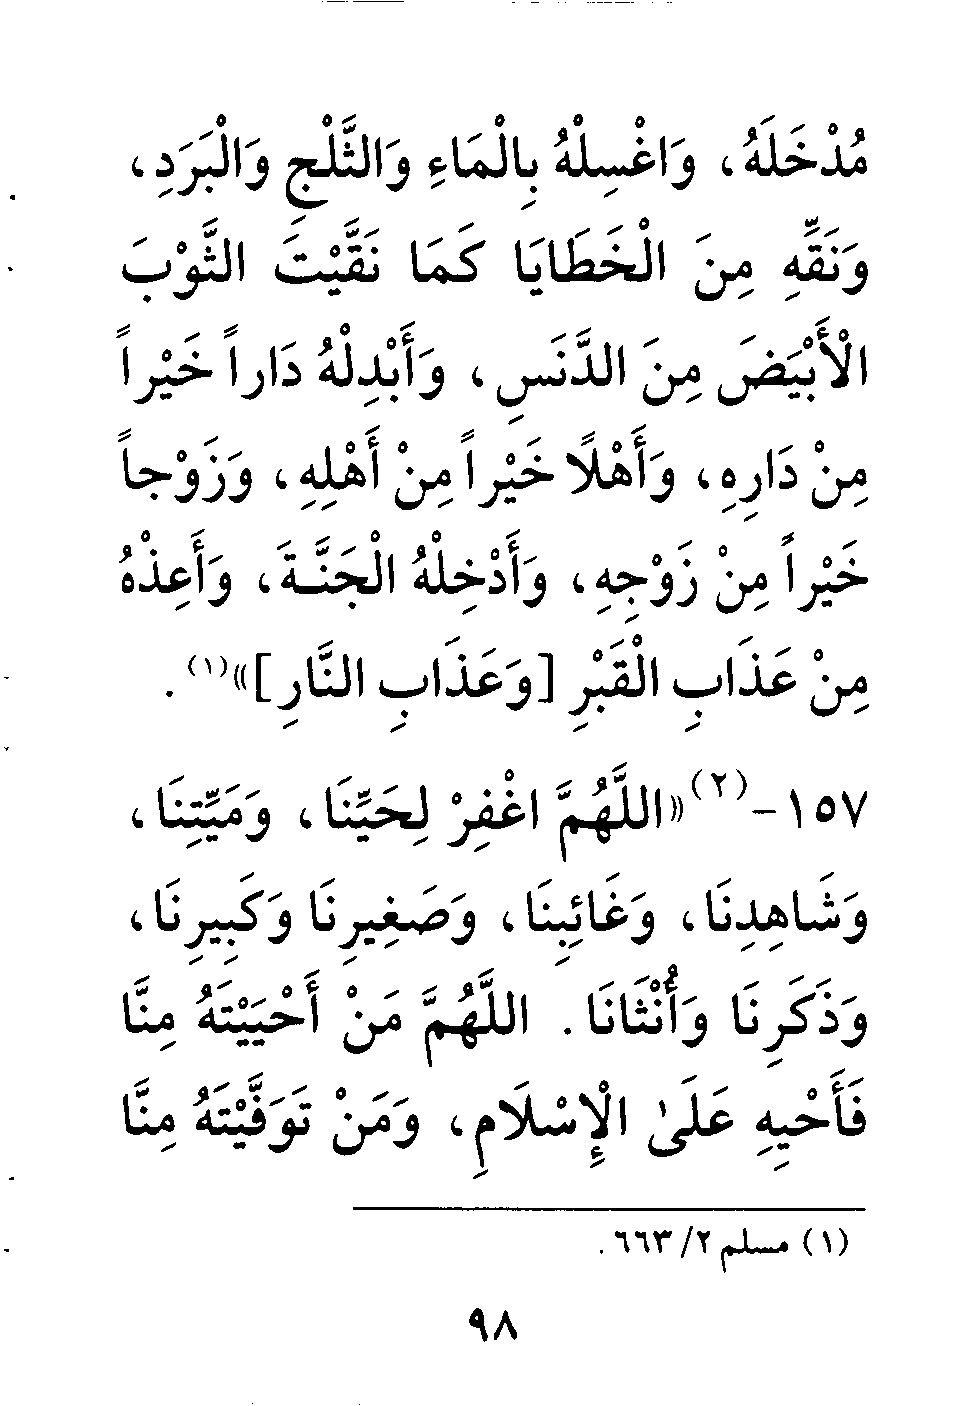 مُدْخَلَهُ، وَاغْسِلْهُ بِالْمَاءِ وَالثَّلْجِ وَالْبَرَدِ،
وَنَقِّهِ مِنَ الْخَطَايَا كَمَا نَقَّيْتَ الثَّوْبَ
الْأَبْيَضَ مِنَ الدَّنَسِ، وَأَبْدِلْهُ دَاراً خَيْراً
مِنْ دَارِهِ، وَأَهْلًا خَيْراً مِنْ أَهْلِهِ، وَزَوْجاً
خَيْراً مِنْ زَوْجِهِ، وَأَدْخِلْهُ الْجَنَّـةَ، وَأَعِذْهُ
مِنْ عَذَابِ الْقَبْرِ [وَعَذَابِ النَّارِ]»(١).
١٥٧-(٢)«اللَّهُمَّ اغْفِرْ لِحَيِّنَا، وَمَيِّتِنَا،
وَشَاهِدِنَا، وَغَائِبِنَا، وَصَغِيرِنَا وَكَبِيرِنَا،
وَذَكَرِنَا وَأُنْثَانَا. اللَّهُمَّ مَنْ أَحْيَيْتَهُ مِنَّا
فَأَحْيِهِ عَلَىٰ الْإِسْلَامِ، وَمَنْ تَوَفَّيْتَهُ مِنَّا
(١) مسلم ٢/ ٦٦٣.
٩٨